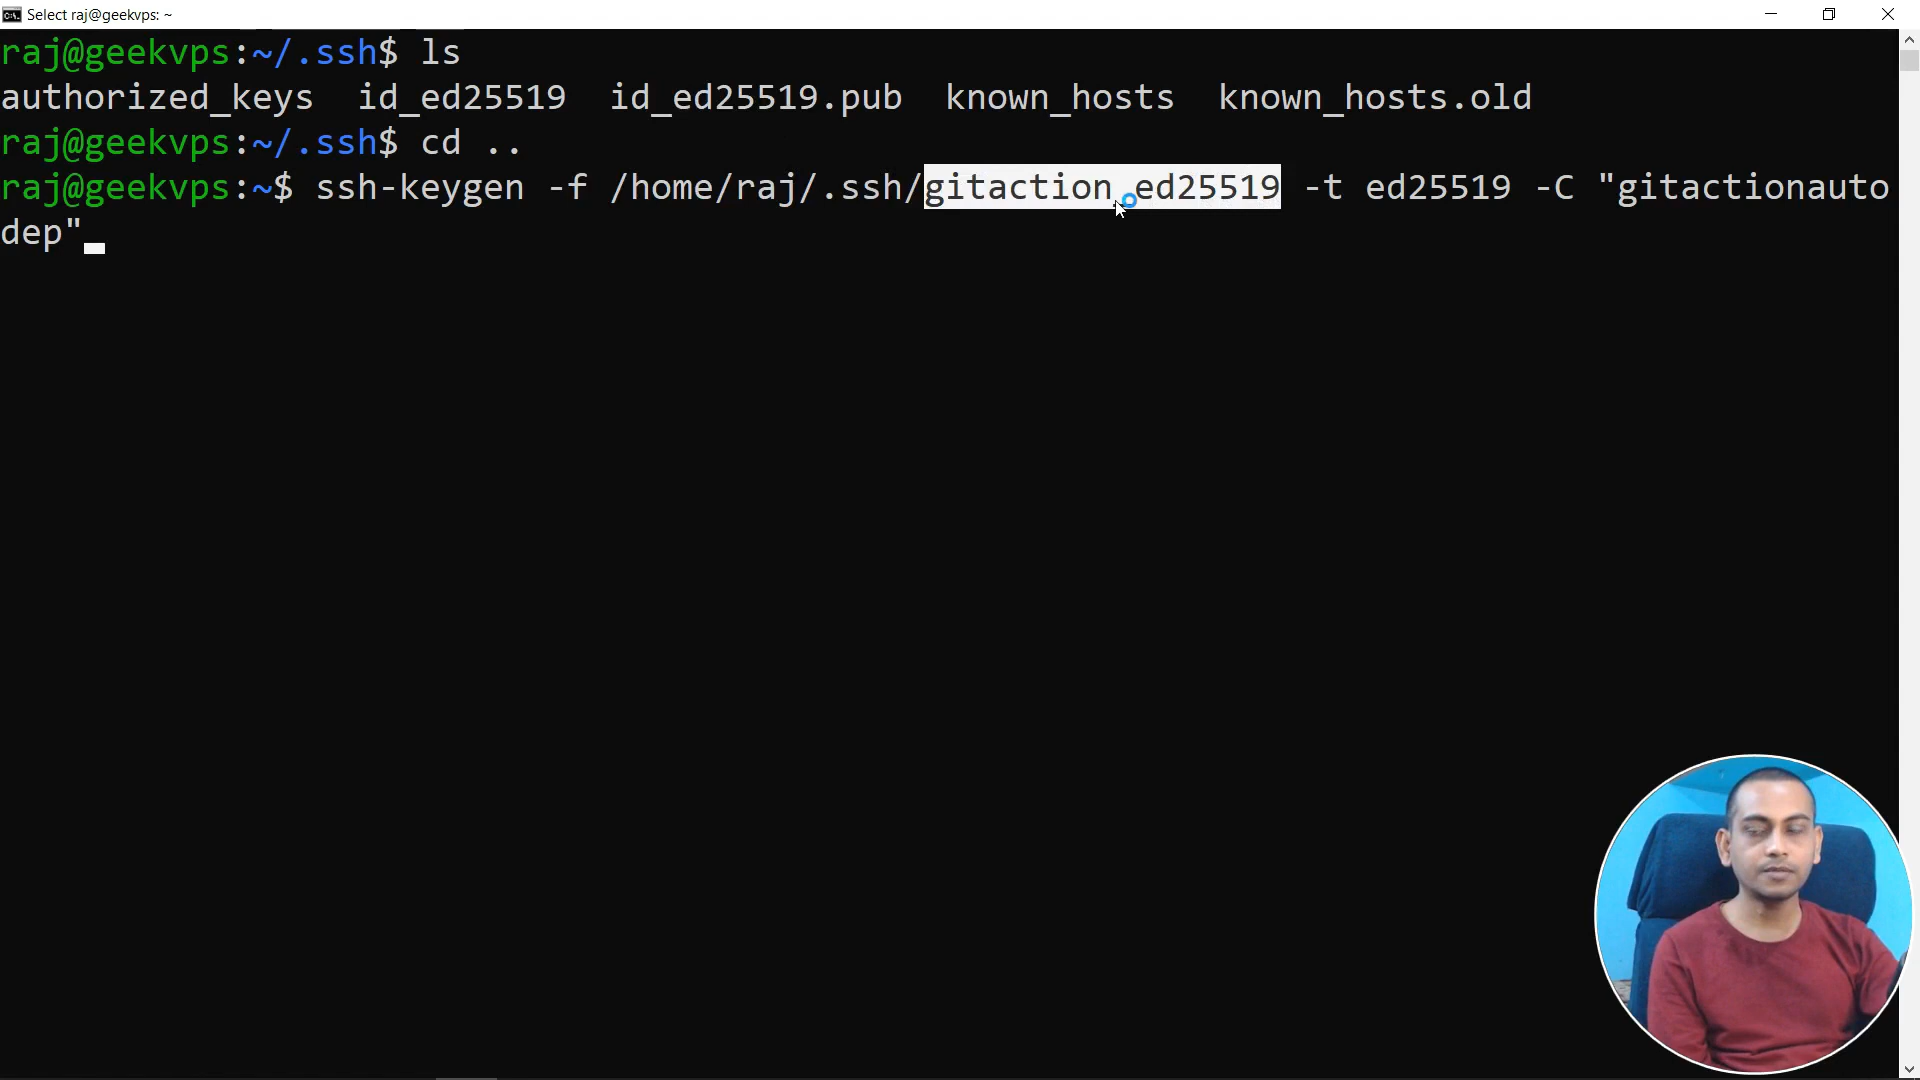 Select raj@geekvps: ~
raj@geekvps:~/.ssh$ ls
authorized_keys  id_ed25519  id_ed25519.pub  known_hosts  known_hosts.old
raj@geekvps:~/.ssh$ cd ..
raj@geekvps:~$ ssh-keygen -f /home/raj/.ssh/gitaction_ed25519 -t ed25519 -C "gitactionauto
dep"